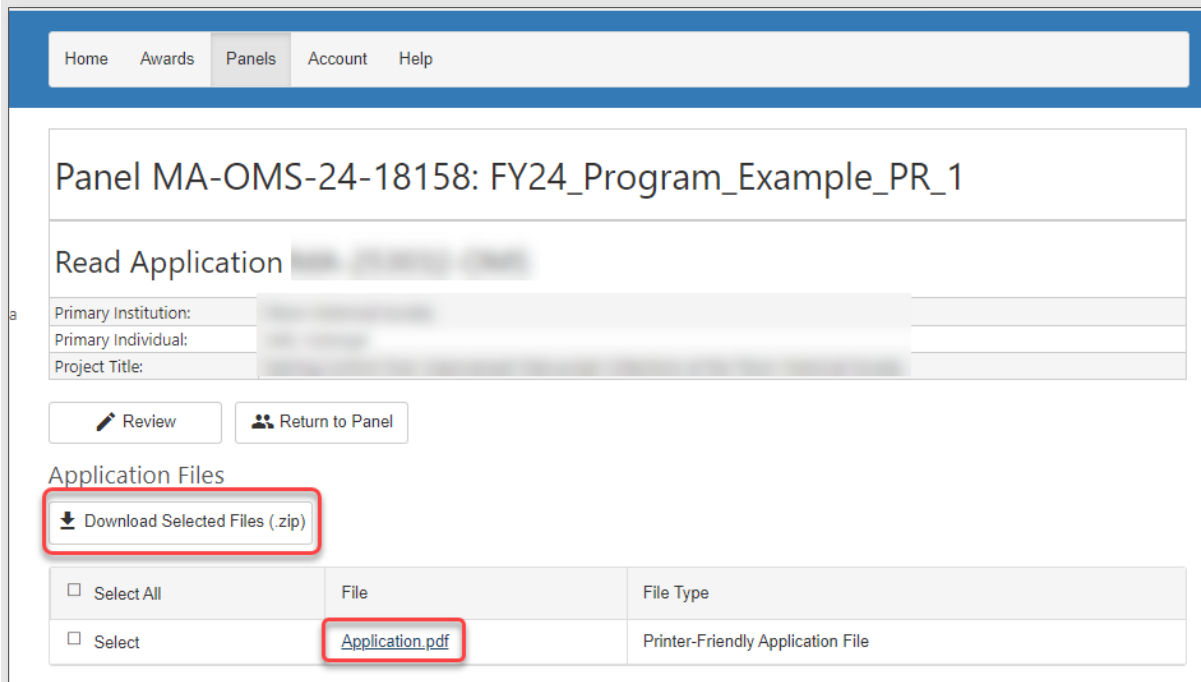 Home Awards Panels Account Help
Panel MA-OMS-24-18158: FY24_Program_Example_PR_1
Read Application
a
Primary Institution:
Primary Individual:
Project Title:
Review Return to Panel
Application Files
Download Selected Files (.zip)
Select All File File Type
Select Application.pdf Printer-Friendly Application File